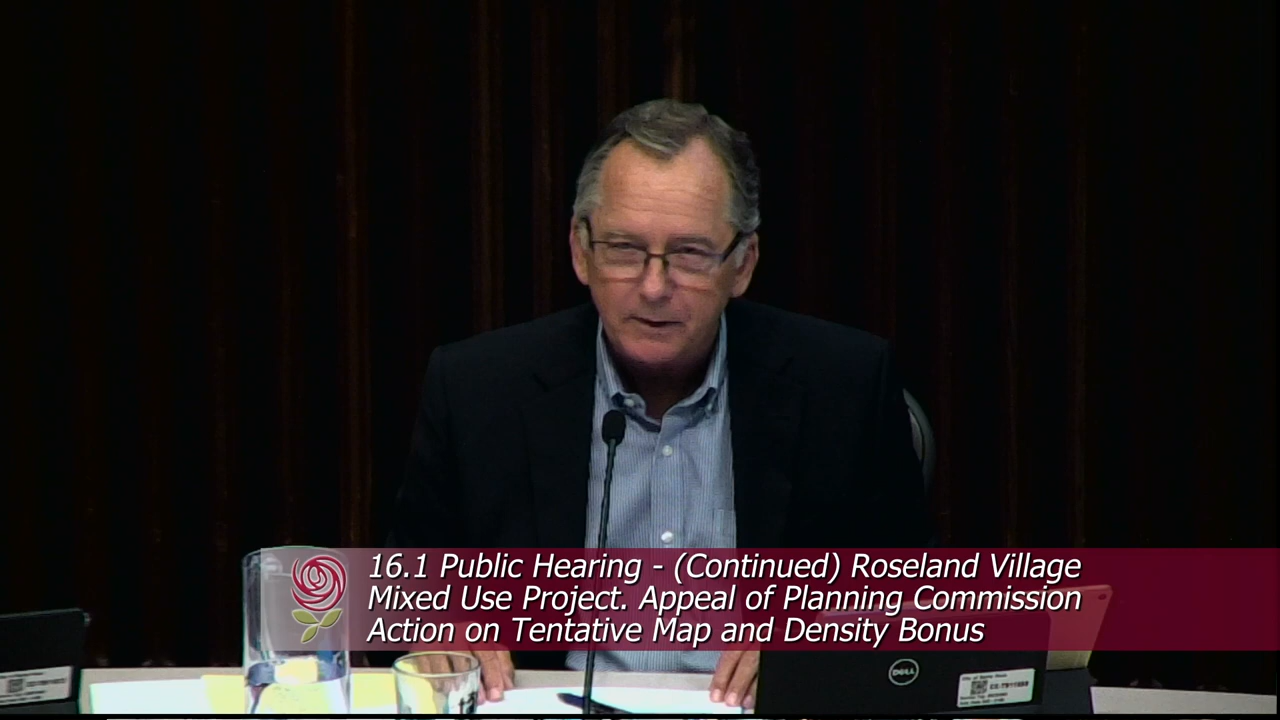 16.1 Public Hearing - (Continued) Roseland Village
Mixed Use Project. Appeal of Planning Commission
Action on Tentative Map and Density Bonus
DELL